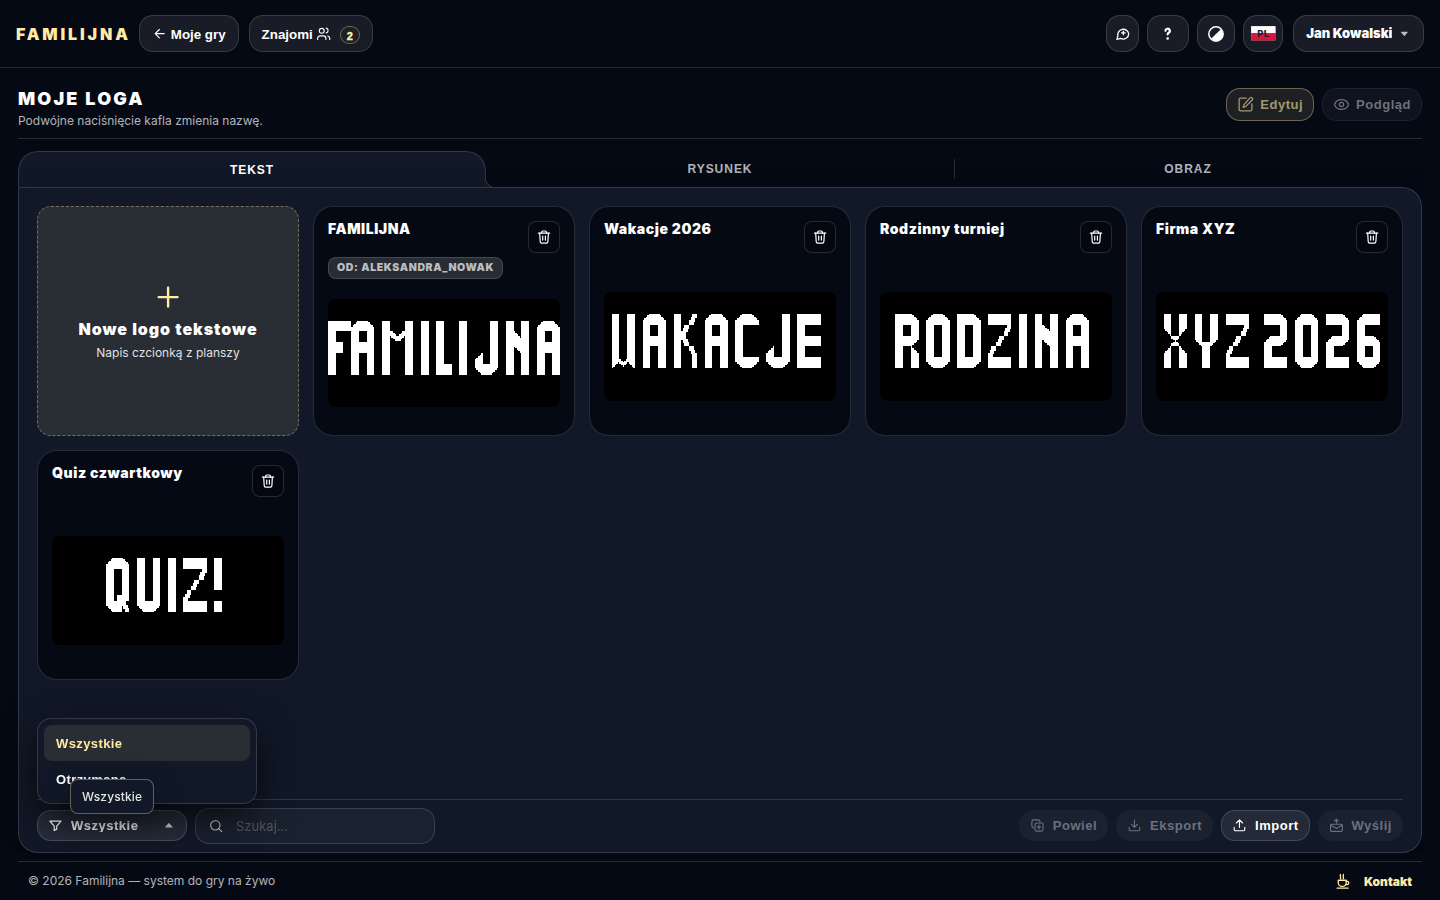 FAMILIJNA
Moje gry
Znajomi 2
?
PL
Jan Kowalski
MOJE LOGA
Podwójne naciśnięcie kafla zmienia nazwę.
Edytuj
Podgląd
TEKST
RYSUNEK
OBRAZ
Nowe logo tekstowe
Napis czcionką z planszy
FAMILIJNA
OD: ALEKSANDRA_NOWAK
FAMILIJNA
Wakacje 2026
WAKACJE
Rodzinny turniej
RODZINA
Firma XYZ
XYZ 2026
Quiz czwartkowy
QUIZ!
Wszystkie
Wszystkie
Wszystkie
Szukaj...
Powiel
Eksport
Import
Wyślij
© 2026 Familijna — system do gry na żywo
Kontakt